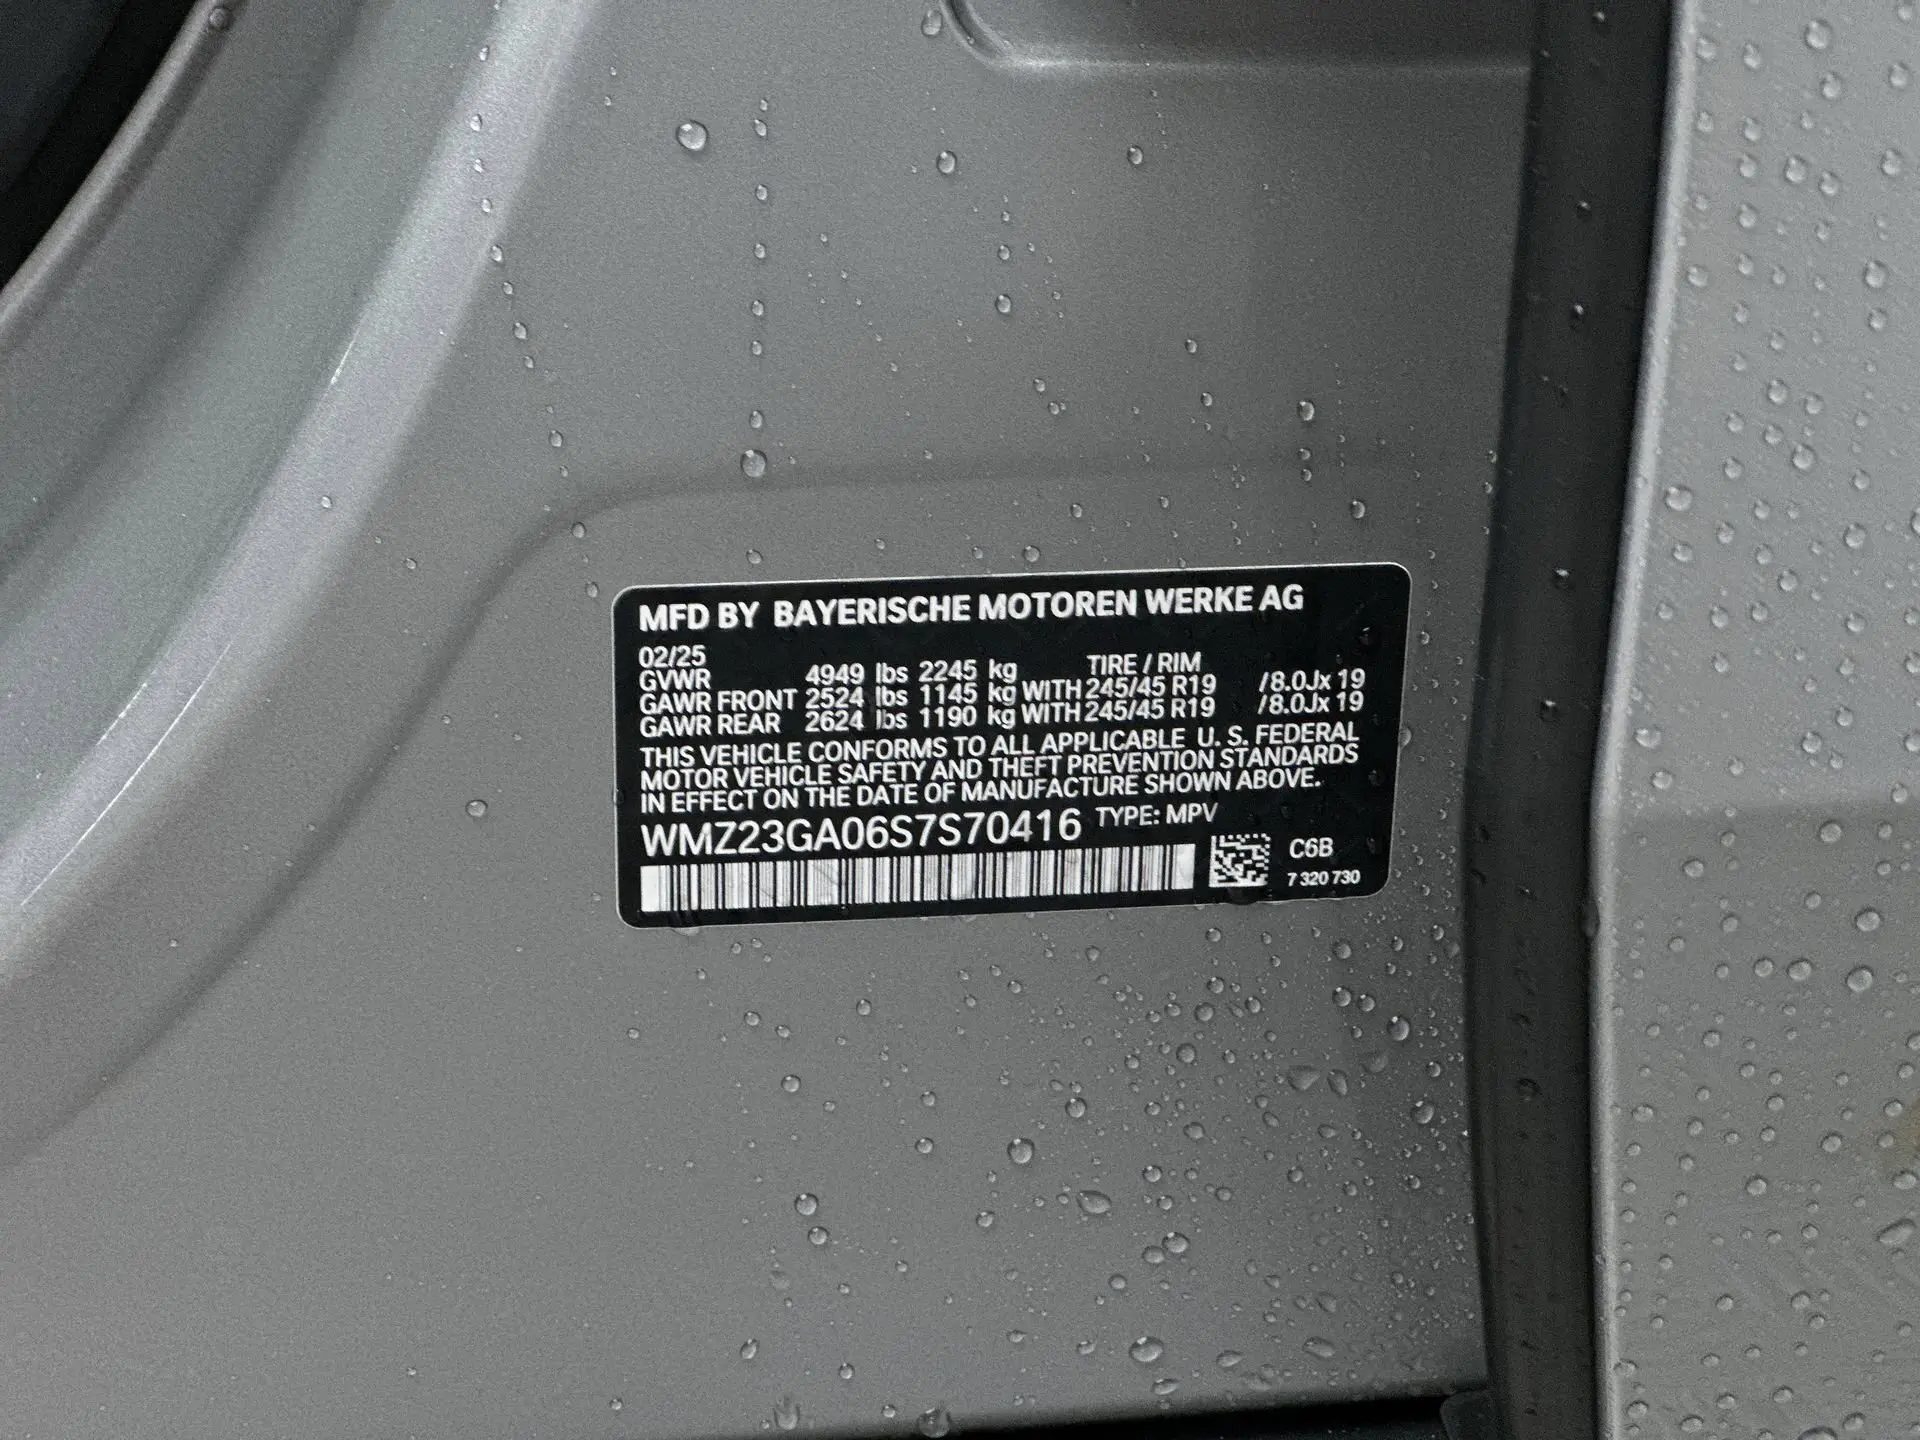 MFD BY BAYERISCHE MOTOREN WERKE AG
02/25
GVWR 4949 lbs 2245 kg TIRE / RIM
GAWR FRONT 2524 lbs 1145 kg WITH 245/45 R19 /8.0Jx 19
GAWR REAR 2624 lbs 1190 kg WITH 245/45 R19 /8.0Jx 19
THIS VEHICLE CONFORMS TO ALL APPLICABLE U. S. FEDERAL
MOTOR VEHICLE SAFETY AND THEFT PREVENTION STANDARDS
IN EFFECT ON THE DATE OF MANUFACTURE SHOWN ABOVE.
WMZ23GA06S7S70416 TYPE: MPV
C6B
7 320 730